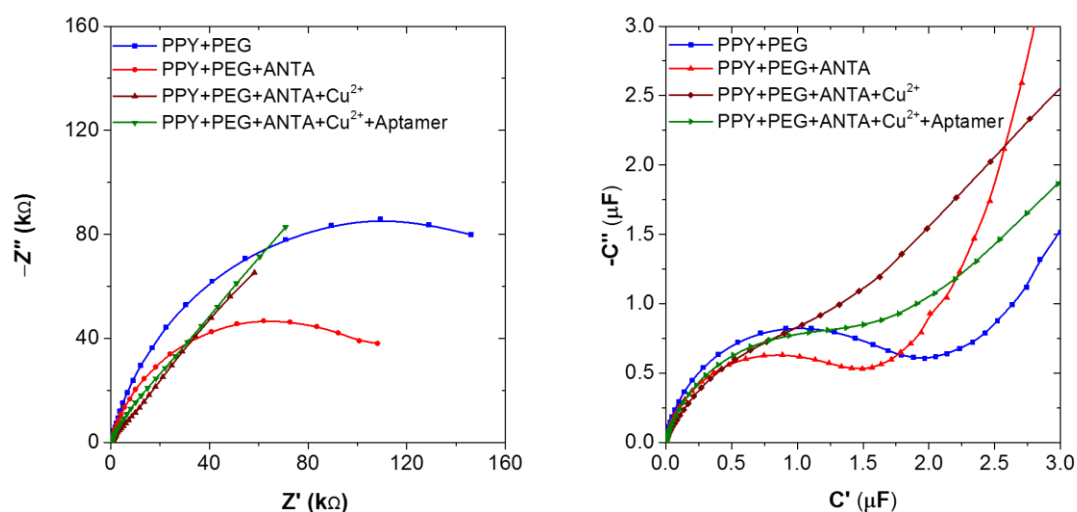 160
120
80
40
0
−Z" (kΩ)
PPY+PEG
PPY+PEG+ANTA
PPY+PEG+ANTA+Cu²⁺
PPY+PEG+ANTA+Cu²⁺+Aptamer
0
40
80
120
160
Z' (kΩ)
3.0
2.5
2.0
1.5
1.0
0.5
0.0
-C" (μF)
PPY+PEG
PPY+PEG+ANTA
PPY+PEG+ANTA+Cu²⁺
PPY+PEG+ANTA+Cu²⁺+Aptamer
0.0
0.5
1.0
1.5
2.0
2.5
3.0
C' (μF)